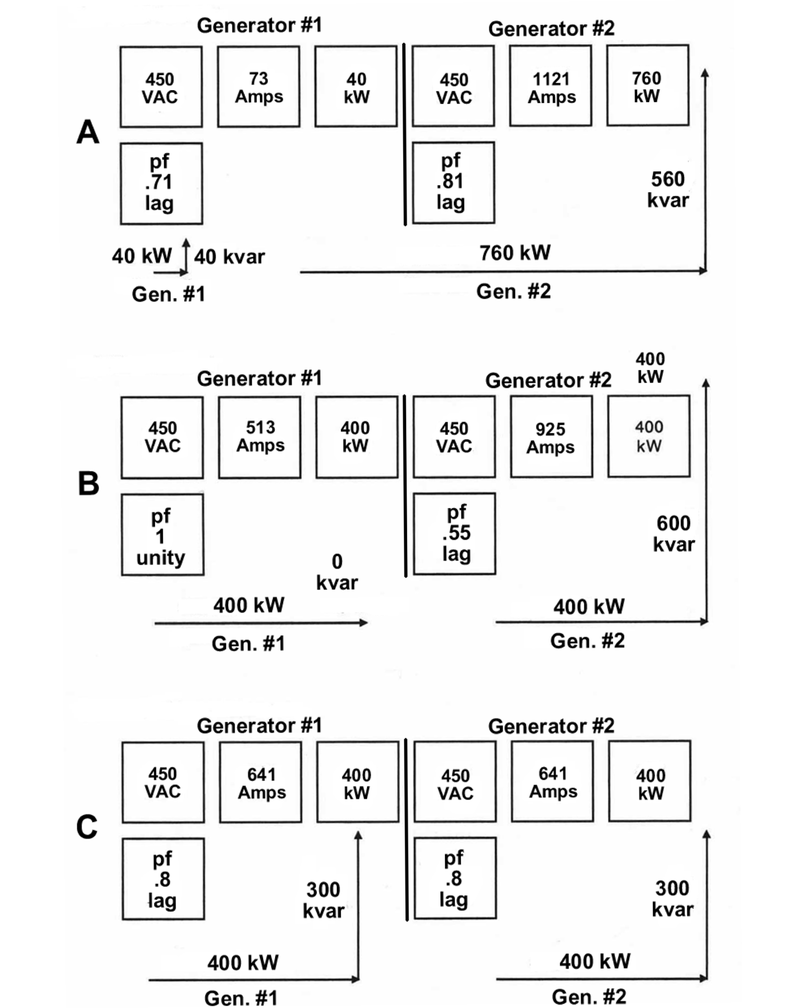 Generator #1
Generator #2
450
VAC
73
Amps
40
kW
450
VAC
1121
Amps
760
kW
A
pf
.71
lag
pf
.81
lag
560
kvar
40 kW
40 kvar
760 kW
Gen. #1
Gen. #2
400
kW
Generator #1
Generator #2
450
VAC
513
Amps
400
kW
450
VAC
925
Amps
400
kW
B
pf
1
unity
pf
.55
lag
0
kvar
600
kvar
400 kW
400 kW
Gen. #1
Gen. #2
Generator #1
Generator #2
450
VAC
641
Amps
400
kW
450
VAC
641
Amps
400
kW
C
pf
.8
lag
300
kvar
pf
.8
lag
300
kvar
400 kW
400 kW
Gen. #1
Gen. #2